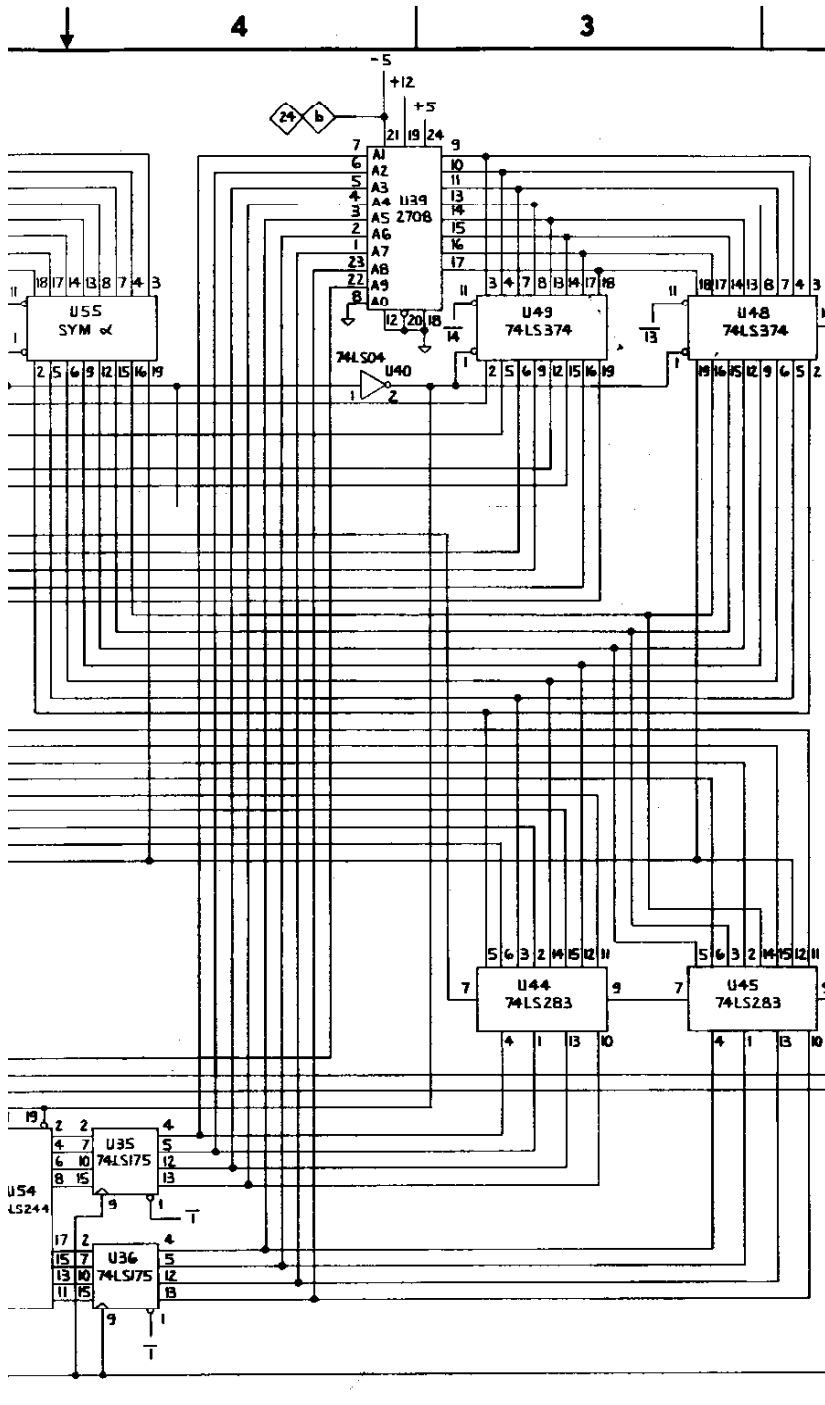 4 3
-5
+12
+5
24 b
21 19 24
7 A1 9
6 A2 10
5 A3 U39 11
4 A4 2708 13
3 A5 14
2 A6 15
1 A7 16
23 A8 17
22 A9
8 A0
12 20 18
18 17 14 13 8 7 4 3
11 U55
SYM α
1
2 5 6 9 12 15 16 19
3 4 7 8 13 14 17 18
11 U49
14 74LS374
1
2 5 6 9 12 15 16 19
18 17 14 13 8 7 4 3
11 U48
13 74LS374
1
19 16 15 12 9 6 5 2
74LS04 U40
1 2
5 6 3 2 14 15 12 11
7 U44 9
74LS283
4 1 13 10
5 6 3 2 14 15 12 11
7 U45 9
74LS283
4 1 13 10
19
2 2 4
4 7 U35 5
6 10 74LS175 12
8 15 13
U54
LS244
9 1
1
17 2 4
15 7 U36 5
13 10 74LS175 12
11 15 13
9 1
1